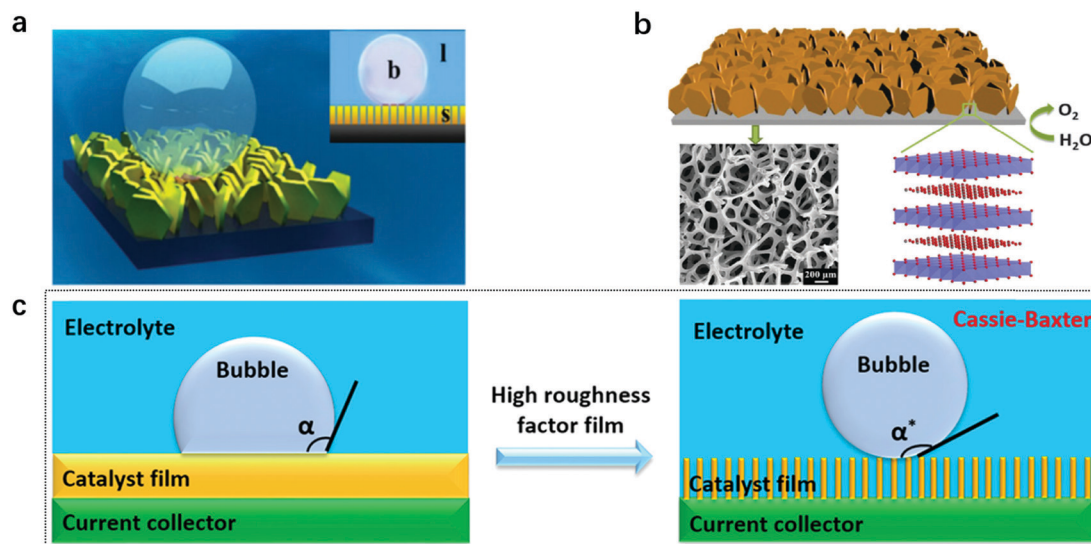 a
l
b
s
b
O₂
H₂O
200 μm
c
Electrolyte
Bubble
α
Catalyst film
Current collector
High roughness
factor film
Cassie-Baxter
Electrolyte
Bubble
α*
Catalyst film
Current collector